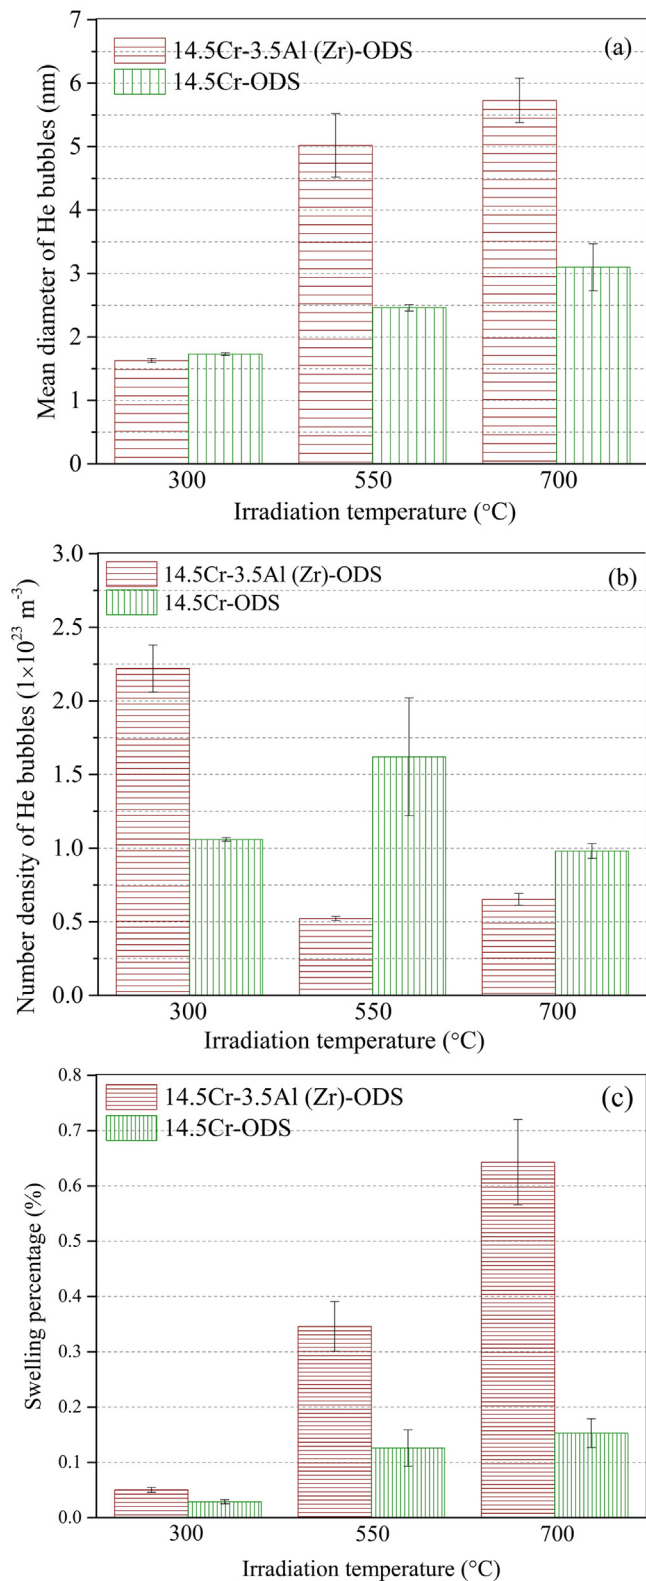 7
6
5
4
3
2
1
0
Mean diameter of He bubbles (nm)
14.5Cr-3.5Al (Zr)-ODS
14.5Cr-ODS
(a)
300 550 700
Irradiation temperature (°C)
3.0
2.5
2.0
1.5
1.0
0.5
0.0
Number density of He bubbles (1×10²³ m⁻³)
14.5Cr-3.5Al (Zr)-ODS
14.5Cr-ODS
(b)
300 550 700
Irradiation temperature (°C)
0.8
0.7
0.6
0.5
0.4
0.3
0.2
0.1
0.0
Swelling percentage (%)
14.5Cr-3.5Al (Zr)-ODS
14.5Cr-ODS
(c)
300 550 700
Irradiation temperature (°C)